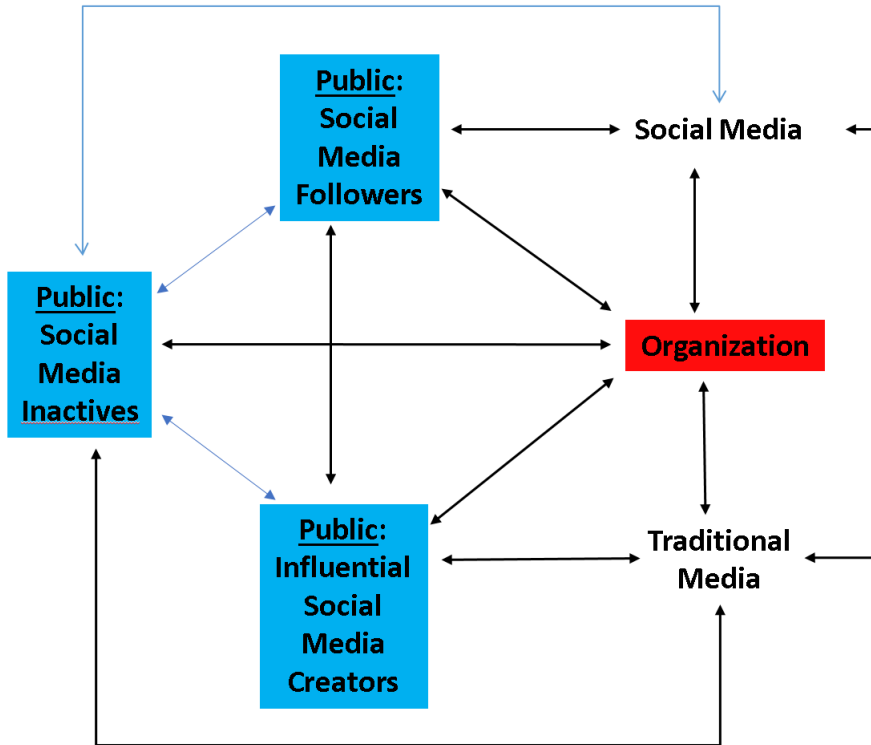 Public:
Social
Media
Followers
Social Media
Public:
Social
Media
Inactives
Organization
Public:
Influential
Social
Media
Creators
Traditional
Media